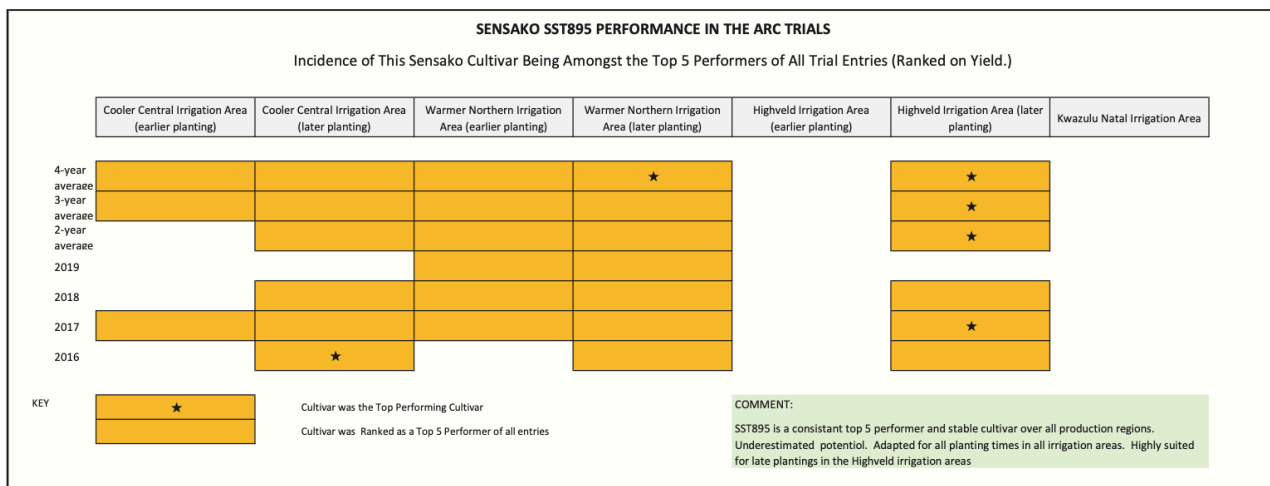 SENSAKO SST895 PERFORMANCE IN THE ARC TRIALS
Incidence of This Sensako Cultivar Being Amongst the Top 5 Performers of All Trial Entries (Ranked on Yield.)
Cooler Central Irrigation Area
(earlier planting)
Cooler Central Irrigation Area
(later planting)
Warmer Northern Irrigation
Area (earlier planting)
Warmer Northern Irrigation
Area (later planting)
Highveld Irrigation Area
(earlier planting)
Highveld Irrigation Area (later
planting)
Kwazulu Natal Irrigation Area
4-year
average
★
★
3-year
average
★
2-year
average
★
2019
2018
2017
★
2016
★
KEY
★
Cultivar was the Top Performing Cultivar
Cultivar was Ranked as a Top 5 Performer of all entries
COMMENT:
SST895 is a consistant top 5 performer and stable cultivar over all production regions.
Underestimated potentiol. Adapted for all planting times in all irrigation areas. Highly suited
for late plantings in the Highveld irrigation areas